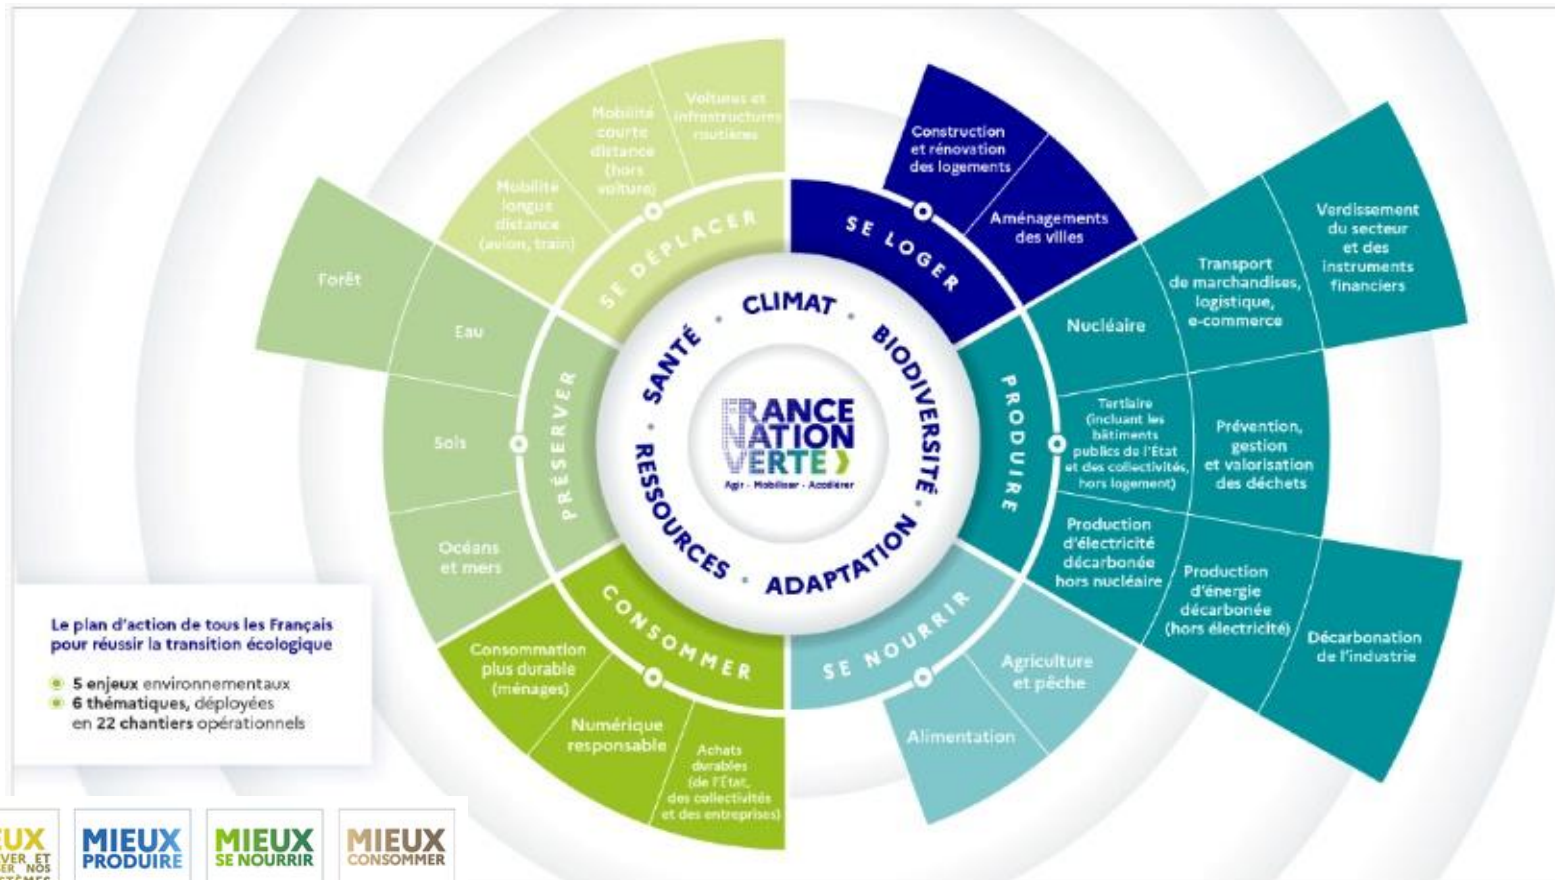 Voitures et
infrastructures
routières
Mobilité
courte
distance
(hors
voiture)
Mobilité
longue
distance
(avion, train)
SE DÉPLACER
Construction
et rénovation
des logements
Aménagements
des villes
SE LOGER
Verdissement
du secteur
et des
instruments
financiers
Transport
de marchandises,
logistique,
e-commerce
Nucléaire
Tertiaire
(incluant les
bâtiments
publics de l'État
et des collectivités,
hors logement)
Prévention,
gestion
et valorisation
des déchets
Production
d'électricité
décarbonée
hors nucléaire
Production
d'énergie
décarbonée
(hors électricité)
Décarbonation
de l'industrie
PRODUIRE
Agriculture
et pêche
Alimentation
SE NOURRIR
Achats
durables
(de l'État,
des collectivités
et des entreprises)
Numérique
responsable
Consommation
plus durable
(ménages)
CONSOMMER
Océans
et mers
Sols
Eau
Forêt
PRÉSERVER
SANTÉ • CLIMAT • BIODIVERSITÉ • ADAPTATION • RESSOURCES •
FRANCE
NATION
VERTE
Agir - Mobiliser - Accélérer
Le plan d'action de tous les Français
pour réussir la transition écologique
5 enjeux environnementaux
6 thématiques, déployées
en 22 chantiers opérationnels
MIEUX
PRODUIRE
MIEUX
SE NOURRIR
MIEUX
CONSOMMER